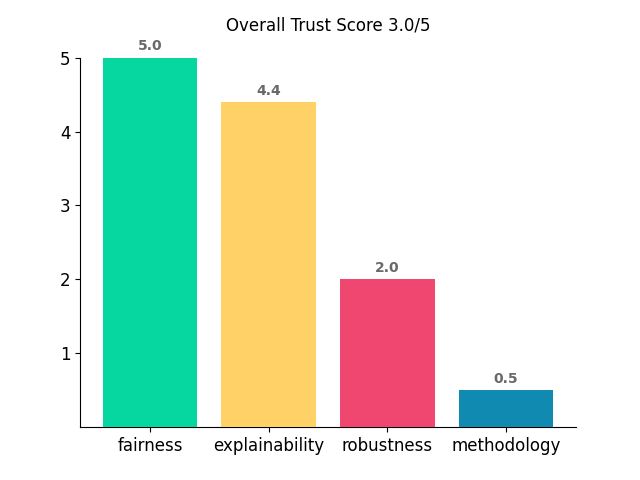 Overall Trust Score 3.0/5
5.0
4.4
2.0
0.5
5
4
3
2
1
fairness
explainability
robustness
methodology